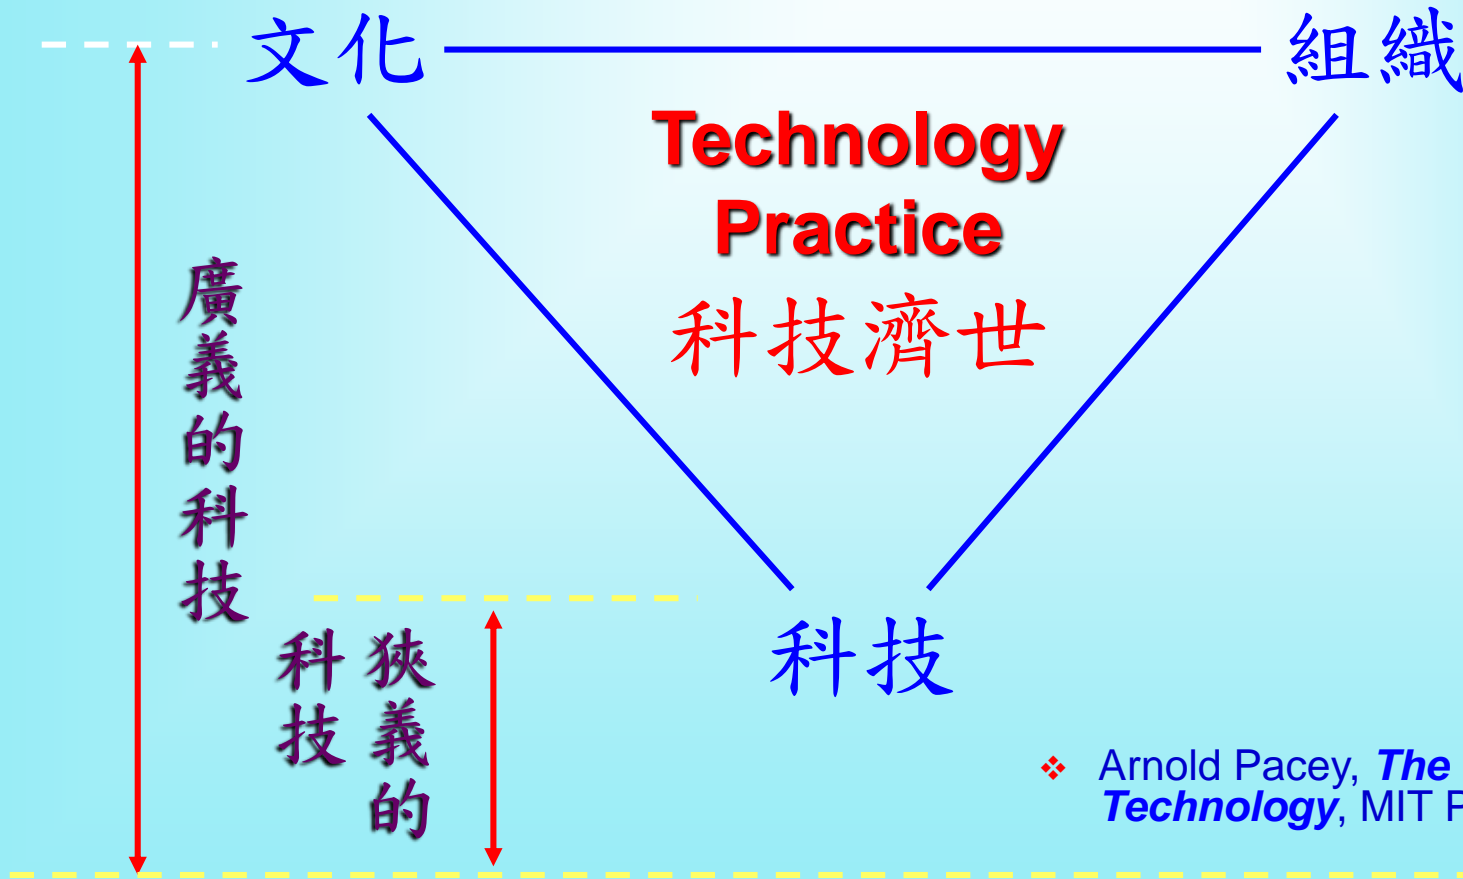 文化
組織
Technology
Practice
科技濟世
廣義的科技
狹義的
科技
科技
Arnold Pacey, The
Technology, MIT P